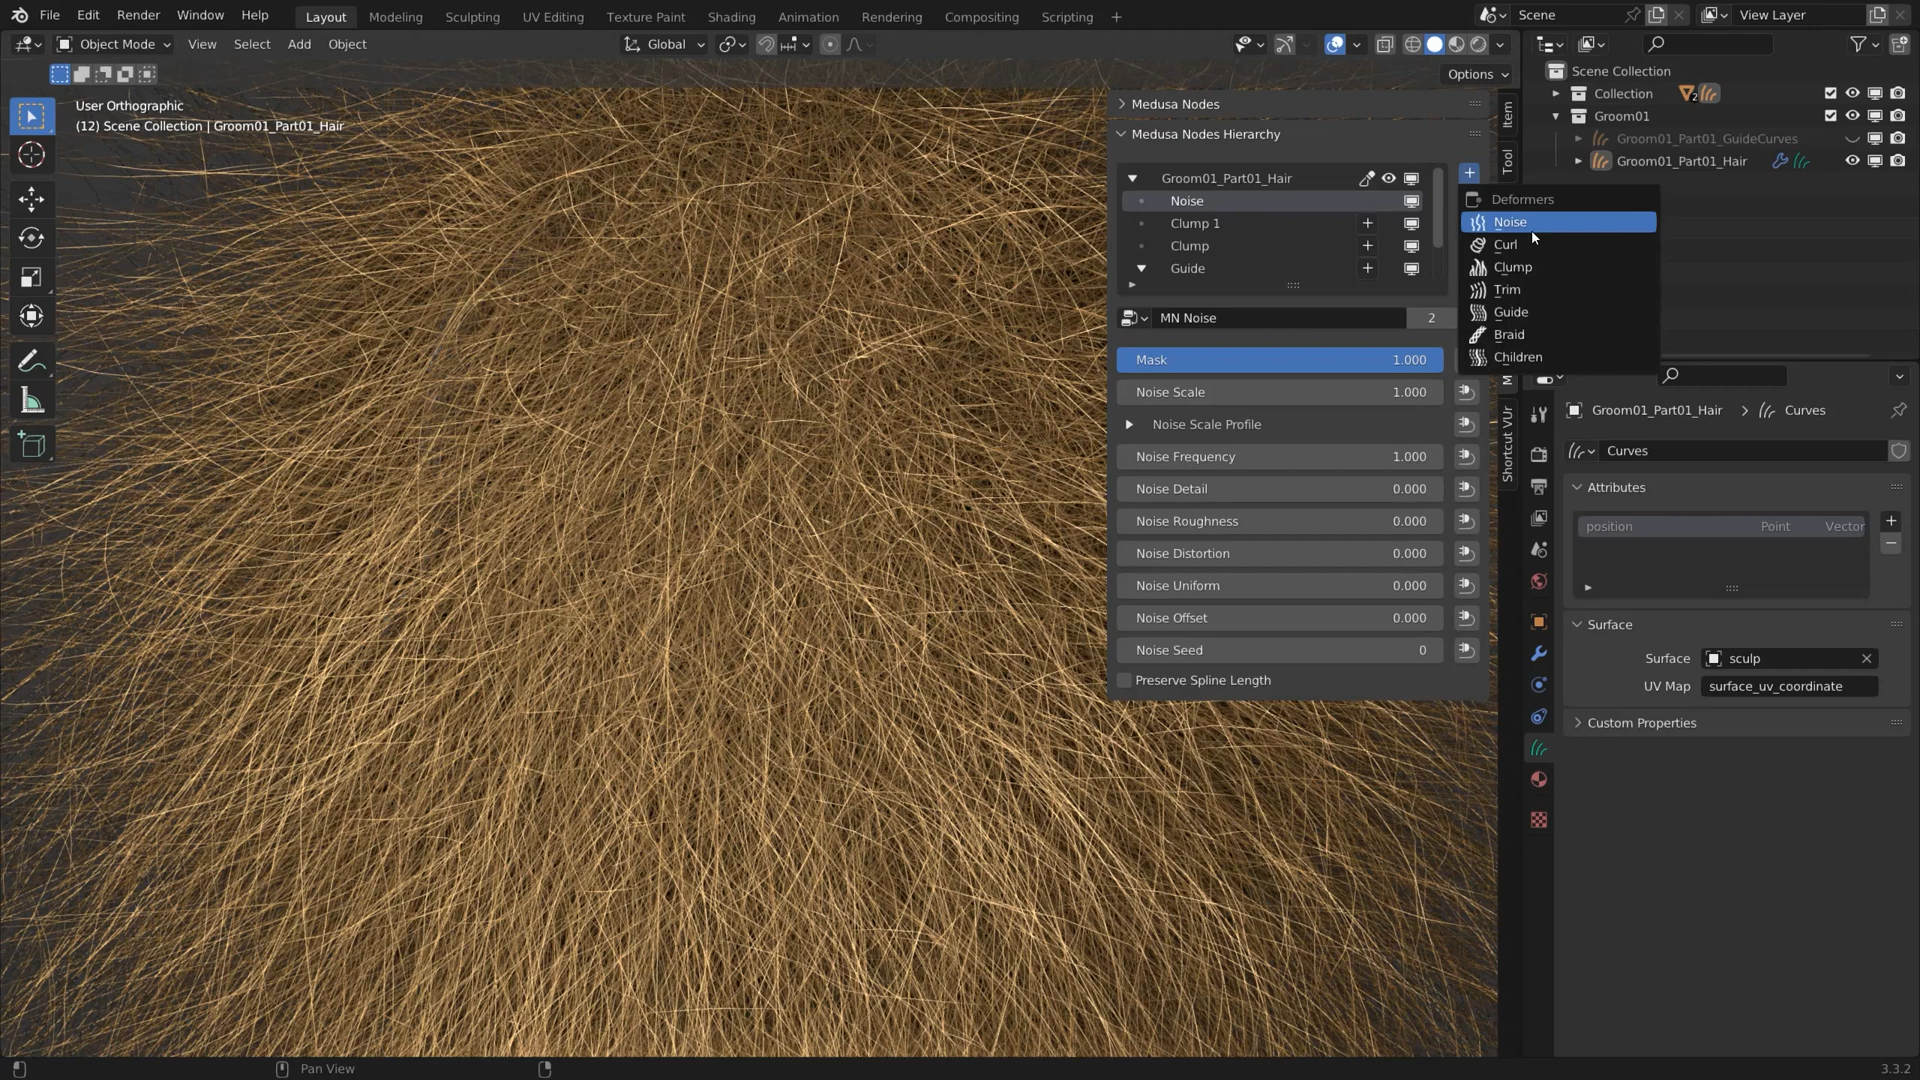 File Edit Render Window Help Layout Modeling Sculpting UV Editing Texture Paint Shading Animation Rendering Compositing Scripting + Scene View Layer
Object Mode View Select Add Object Global
Options
User Orthographic
(12) Scene Collection | Groom01_Part01_Hair
Medusa Nodes
Medusa Nodes Hierarchy
Groom01_Part01_Hair
Noise
Clump 1
Clump
Guide
MN Noise 2
Mask 1.000
Noise Scale 1.000
Noise Scale Profile
Noise Frequency 1.000
Noise Detail 0.000
Noise Roughness 0.000
Noise Distortion 0.000
Noise Uniform 0.000
Noise Offset 0.000
Noise Seed 0
Preserve Spline Length
Item
Tool
Shortcut VUr
Deformers
Noise
Curl
Clump
Trim
Guide
Braid
Children
Scene Collection
Collection 2
Groom01
Groom01_Part01_GuideCurves
Groom01_Part01_Hair
Groom01_Part01_Hair > Curves
Curves
Attributes
position Point Vector
Surface
Surface sculp
UV Map surface_uv_coordinate
Custom Properties
Pan View
3.3.2